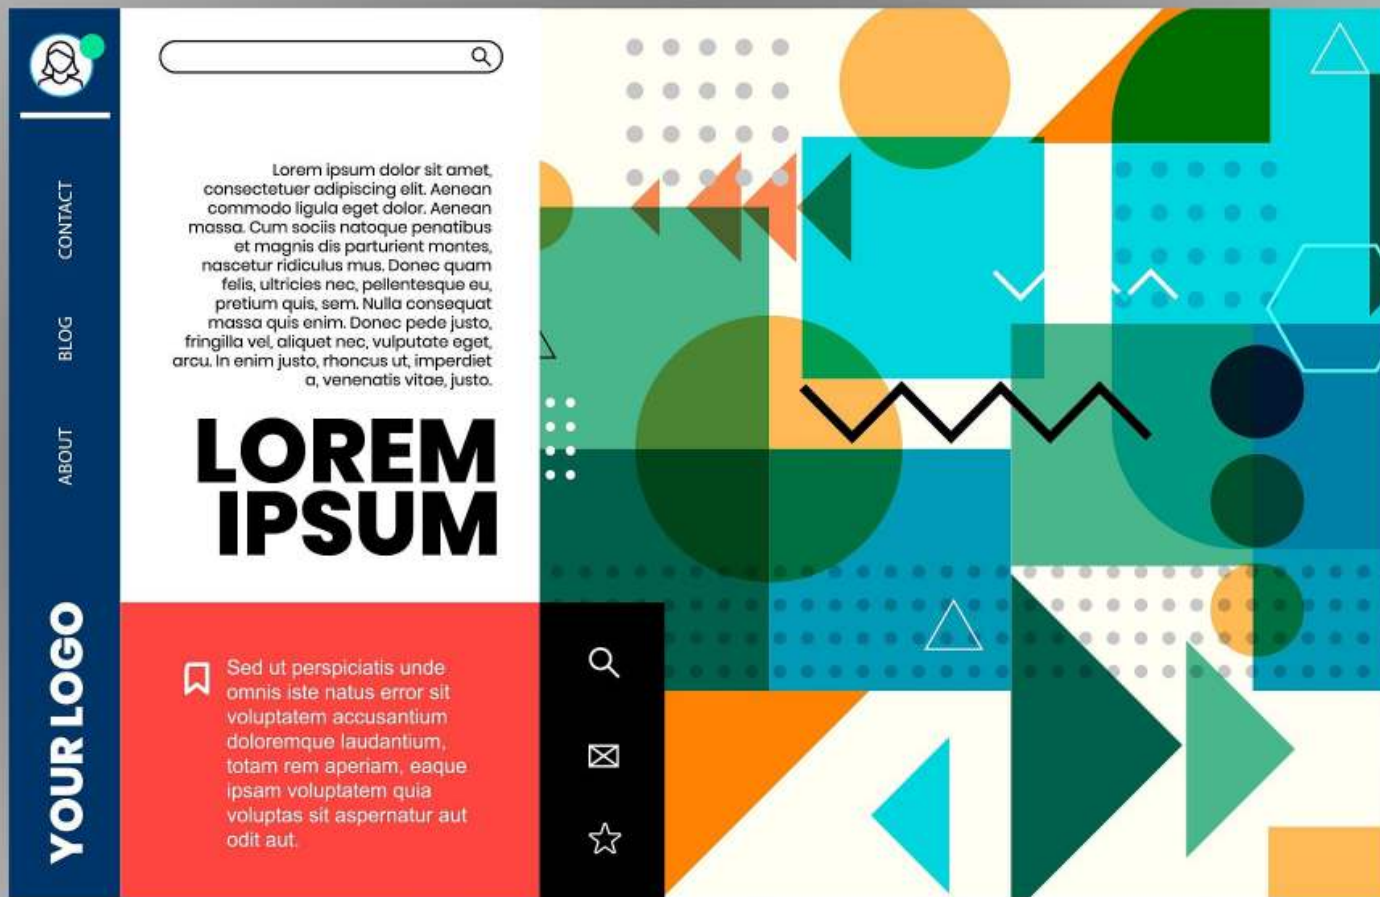 CONTACT
BLOG
ABOUT
YOUR LOGO
Lorem ipsum dolor sit amet,
consectetuer adipiscing elit. Aenean
commodo ligula eget dolor. Aenean
massa. Cum sociis natoque penatibus
et magnis dis parturient montes,
nascetur ridiculus mus. Donec quam
felis, ultricies nec, pellentesque eu,
pretium quis, sem. Nulla consequat
massa quis enim. Donec pede justo,
fringilla vel, aliquet nec, vulputate eget,
arcu. In enim justo, rhoncus ut, imperdiet
a, venenatis vitae, justo.
LOREM
IPSUM
Sed ut perspiciatis unde
omnis iste natus error sit
voluptatem accusantium
doloremque laudantium,
totam rem aperiam, eaque
ipsam voluptatem quia
voluptas sit aspernatur aut
odit aut.